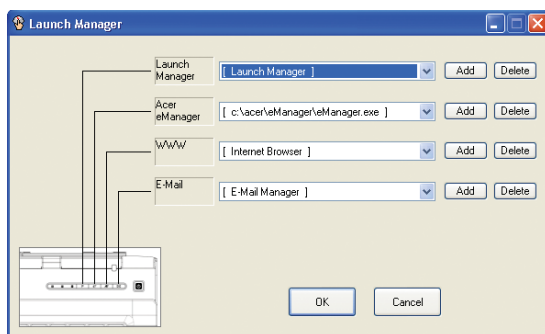 Launch Manager
Launch
Manager
[ Launch Manager ]
Add
Delete
Acer
eManager
[ c:\acer\eManager\eManager.exe ]
Add
Delete
WWW
[ Internet Browser ]
Add
Delete
E-Mail
[ E-Mail Manager ]
Add
Delete
OK
Cancel